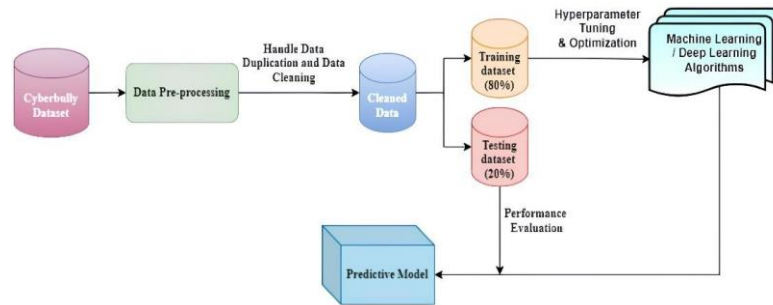 Cyberbully
Dataset
Data Pre-processing
Handle Data
Duplication and Data
Cleaning
Cleaned
Data
Training
dataset
(80%)
Testing
dataset
(20%)
Hyperparameter
Tuning
& Optimization
Machine Learning
/ Deep Learning
Algorithms
Performance
Evaluation
Predictive Model